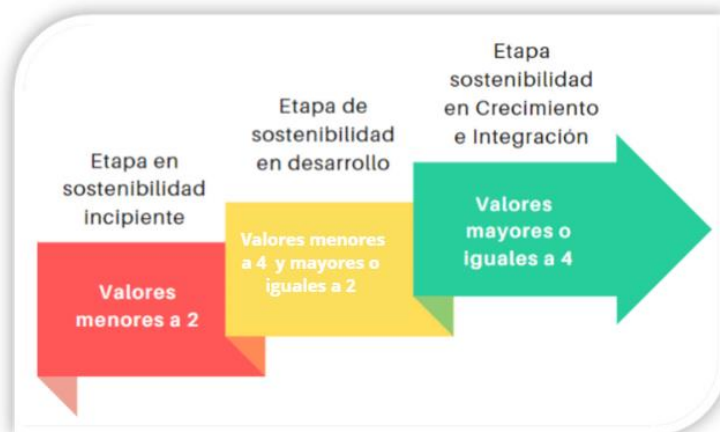 Etapa en
sostenibilidad
incipiente
Valores
menores a 2
Etapa de
sostenibilidad
en desarrollo
Valores menores
a 4 y mayores o
iguales a 2
Etapa
sostenibilidad
en Crecimiento
e Integración
Valores
mayores o
iguales a 4